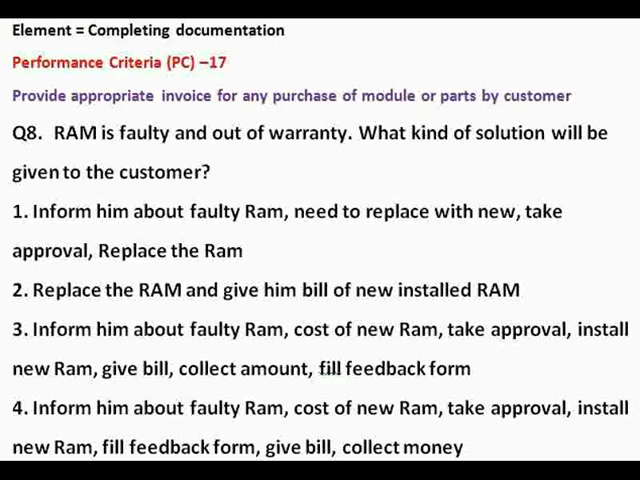 Element = Completing documentation
Performance Criteria (PC) –17
Provide appropriate invoice for any purchase of module or parts by customer
Q8. RAM is faulty and out of warranty. What kind of solution will be
given to the customer?
1. Inform him about faulty Ram, need to replace with new, take
approval, Replace the Ram
2. Replace the RAM and give him bill of new installed RAM
3. Inform him about faulty Ram, cost of new Ram, take approval, install
new Ram, give bill, collect amount, fill feedback form
4. Inform him about faulty Ram, cost of new Ram, take approval, install
new Ram, fill feedback form, give bill, collect money